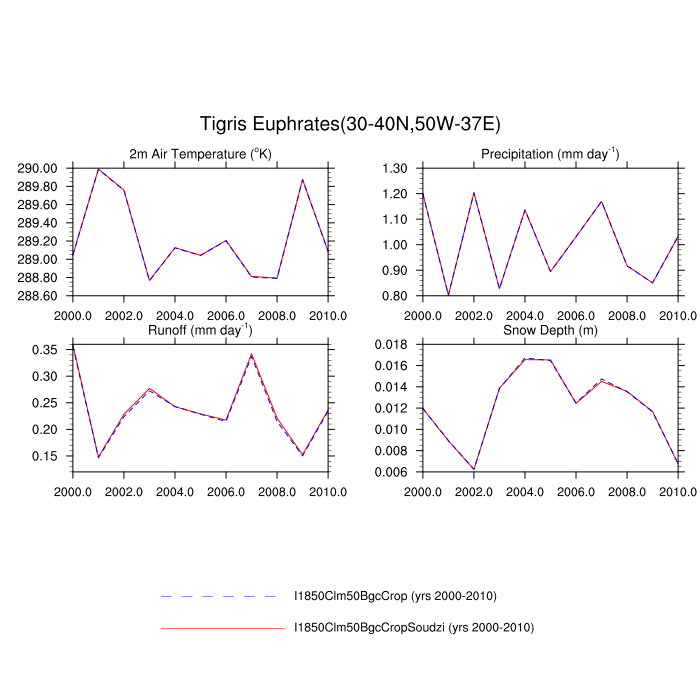 Tigris Euphrates(30-40N,50W-37E)
2m Air Temperature (°K)
290.00
289.80
289.60
289.40
289.20
289.00
288.80
288.60
2000.0 2002.0 2004.0 2006.0 2008.0 2010.0
Precipitation (mm day⁻¹)
1.30
1.20
1.10
1.00
0.90
0.80
2000.0 2002.0 2004.0 2006.0 2008.0 2010.0
Runoff (mm day⁻¹)
0.35
0.30
0.25
0.20
0.15
2000.0 2002.0 2004.0 2006.0 2008.0 2010.0
Snow Depth (m)
0.018
0.016
0.014
0.012
0.010
0.008
0.006
2000.0 2002.0 2004.0 2006.0 2008.0 2010.0
I1850Clm50BgcCrop (yrs 2000-2010)
I1850Clm50BgcCropSoudzi (yrs 2000-2010)